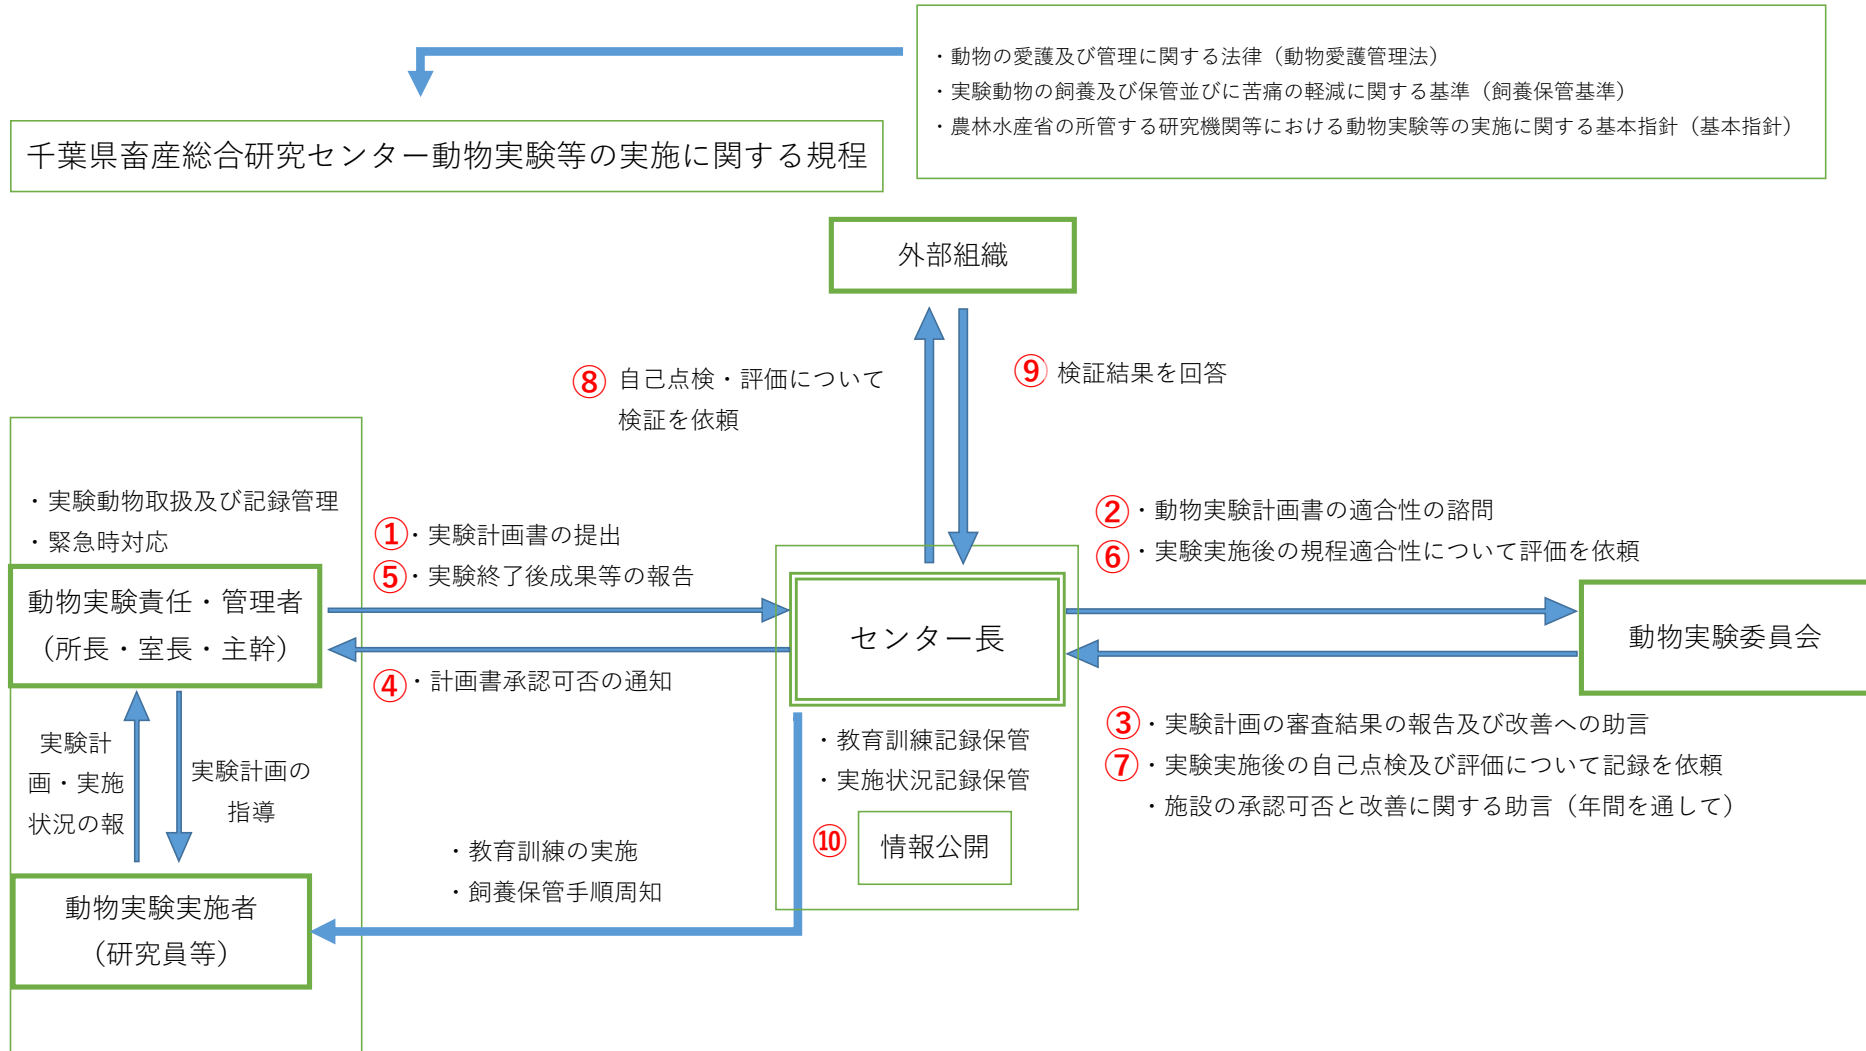 ・動物の愛護及び管理に関する法律（動物愛護管理法）
・実験動物の飼養及び保管並びに苦痛の軽減に関する基準（飼養保管基準）
・農林水産省の所管する研究機関等における動物実験等の実施に関する基本指針（基本指針）
千葉県畜産総合研究センター動物実験等の実施に関する規程
外部組織
⑧ 自己点検・評価について
検証を依頼
⑨ 検証結果を回答
・実験動物取扱及び記録管理
・緊急時対応
動物実験責任・管理者
（所長・室長・主幹）
①・実験計画書の提出
⑤・実験終了後成果等の報告
④・計画書承認可否の通知
センター長
②・動物実験計画書の適合性の諮問
⑥・実験実施後の規程適合性について評価を依頼
動物実験委員会
③・実験計画の審査結果の報告及び改善への助言
⑦・実験実施後の自己点検及び評価について記録を依頼
・施設の承認可否と改善に関する助言（年間を通して）
・教育訓練記録保管
・実施状況記録保管
⑩ 情報公開
実験計
画・実施
状況の報
実験計画の
指導
・教育訓練の実施
・飼養保管手順周知
動物実験実施者
（研究員等）